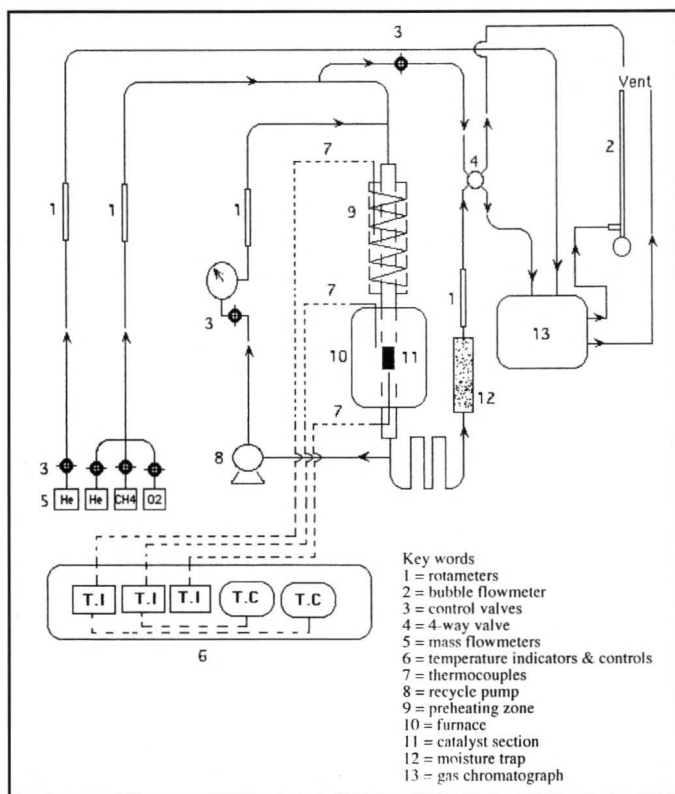 3
Vent
4
2
7
9
1
1
1
1
7
3
10
11
13
12
7
8
3
5
He
He
CH4
O2
T.I
T.I
T.I
T.C
T.C
6
Key words
1 = rotameters
2 = bubble flowmeter
3 = control valves
4 = 4-way valve
5 = mass flowmeters
6 = temperature indicators & controls
7 = thermocouples
8 = recycle pump
9 = preheating zone
10 = furnace
11 = catalyst section
12 = moisture trap
13 = gas chromatograph